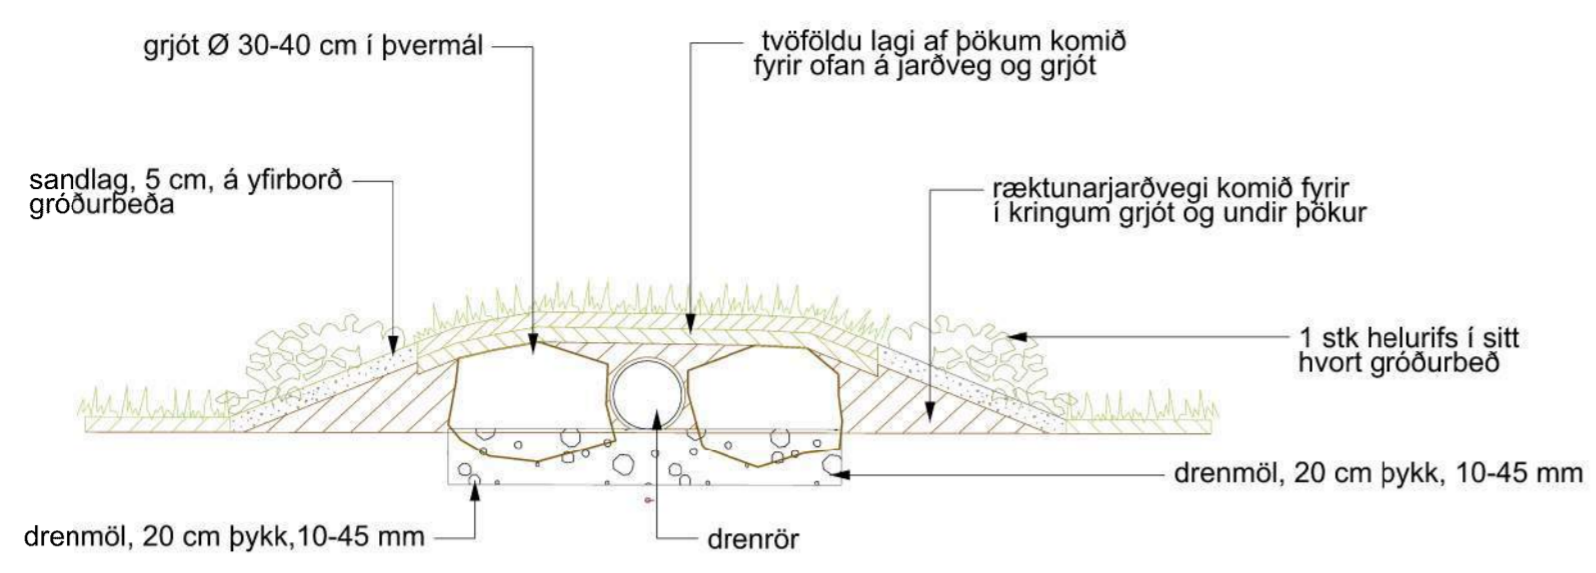 grjót Ø 30-40 cm í þvermál
tvöföldu lagi af þökum komið
fyrir ofan á jarðveg og grjót
sandlag, 5 cm, á yfirborð
gróðurbeða
ræktunarjarðvegi komið fyrir
í kringum grjót og undir þökur
1 stk helurifs í sitt
hvort gróðurbeð
drenmöl, 20 cm þykk, 10-45 mm
drenmöl, 20 cm þykk,10-45 mm
drenrör